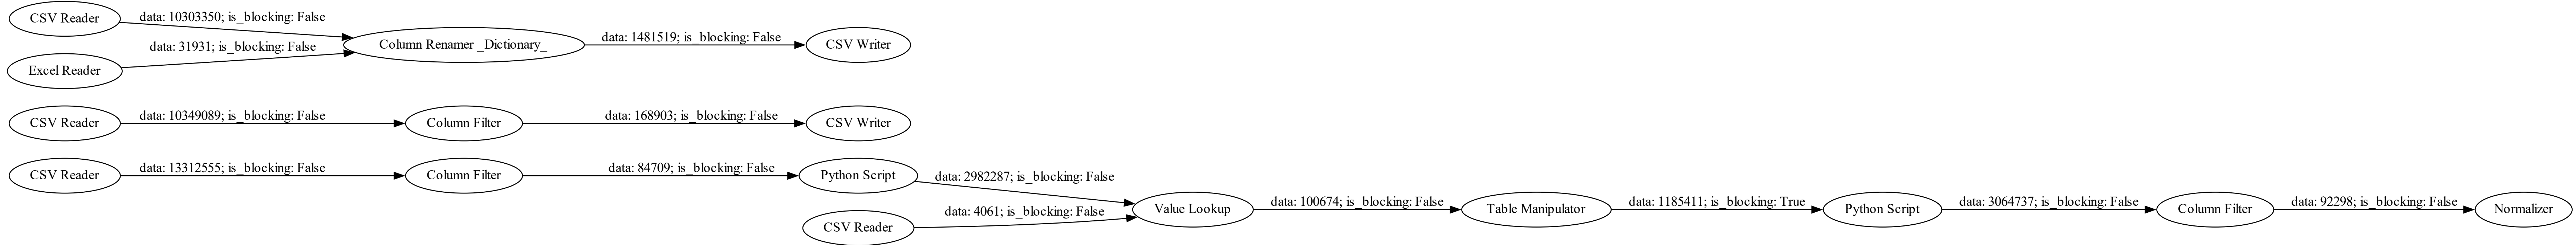 CSV Reader
data: 10303350; is_blocking: False
Excel Reader
data: 31931; is_blocking: False
Column Renamer _Dictionary_
data: 1481519; is_blocking: False
CSV Writer
CSV Reader
data: 10349089; is_blocking: False
Column Filter
data: 168903; is_blocking: False
CSV Writer
CSV Reader
data: 13312555; is_blocking: False
Column Filter
data: 84709; is_blocking: False
Python Script
data: 2982287; is_blocking: False
CSV Reader
data: 4061; is_blocking: False
Value Lookup
data: 100674; is_blocking: False
Table Manipulator
data: 1185411; is_blocking: True
Python Script
data: 3064737; is_blocking: False
Column Filter
data: 92298; is_blocking: False
Normalizer